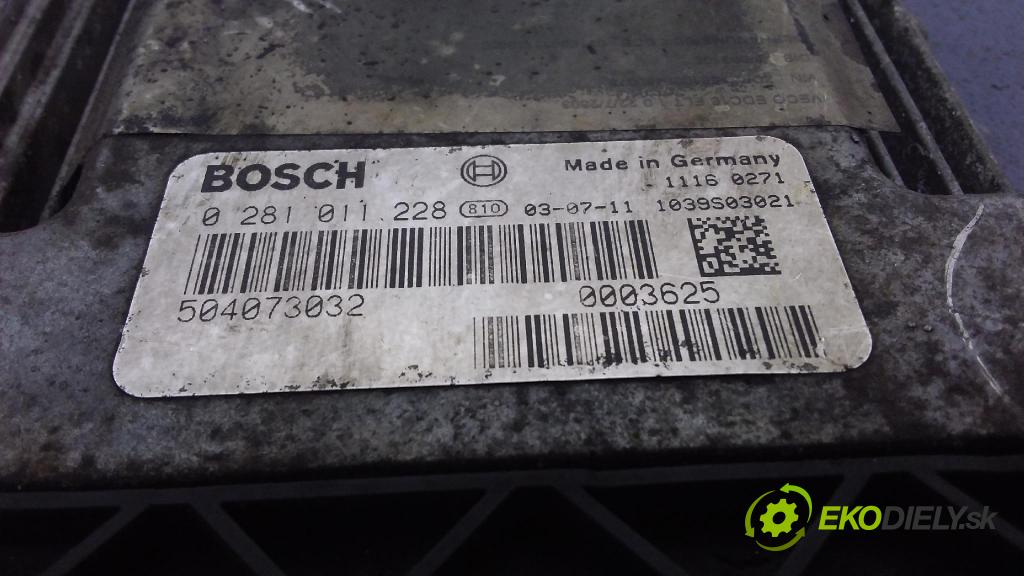 BOSCH
Made in Germany
1116 0271
0 281 011 228 810 03-07-11 1039S03021
504073032
0003625
EKODIELY.sk